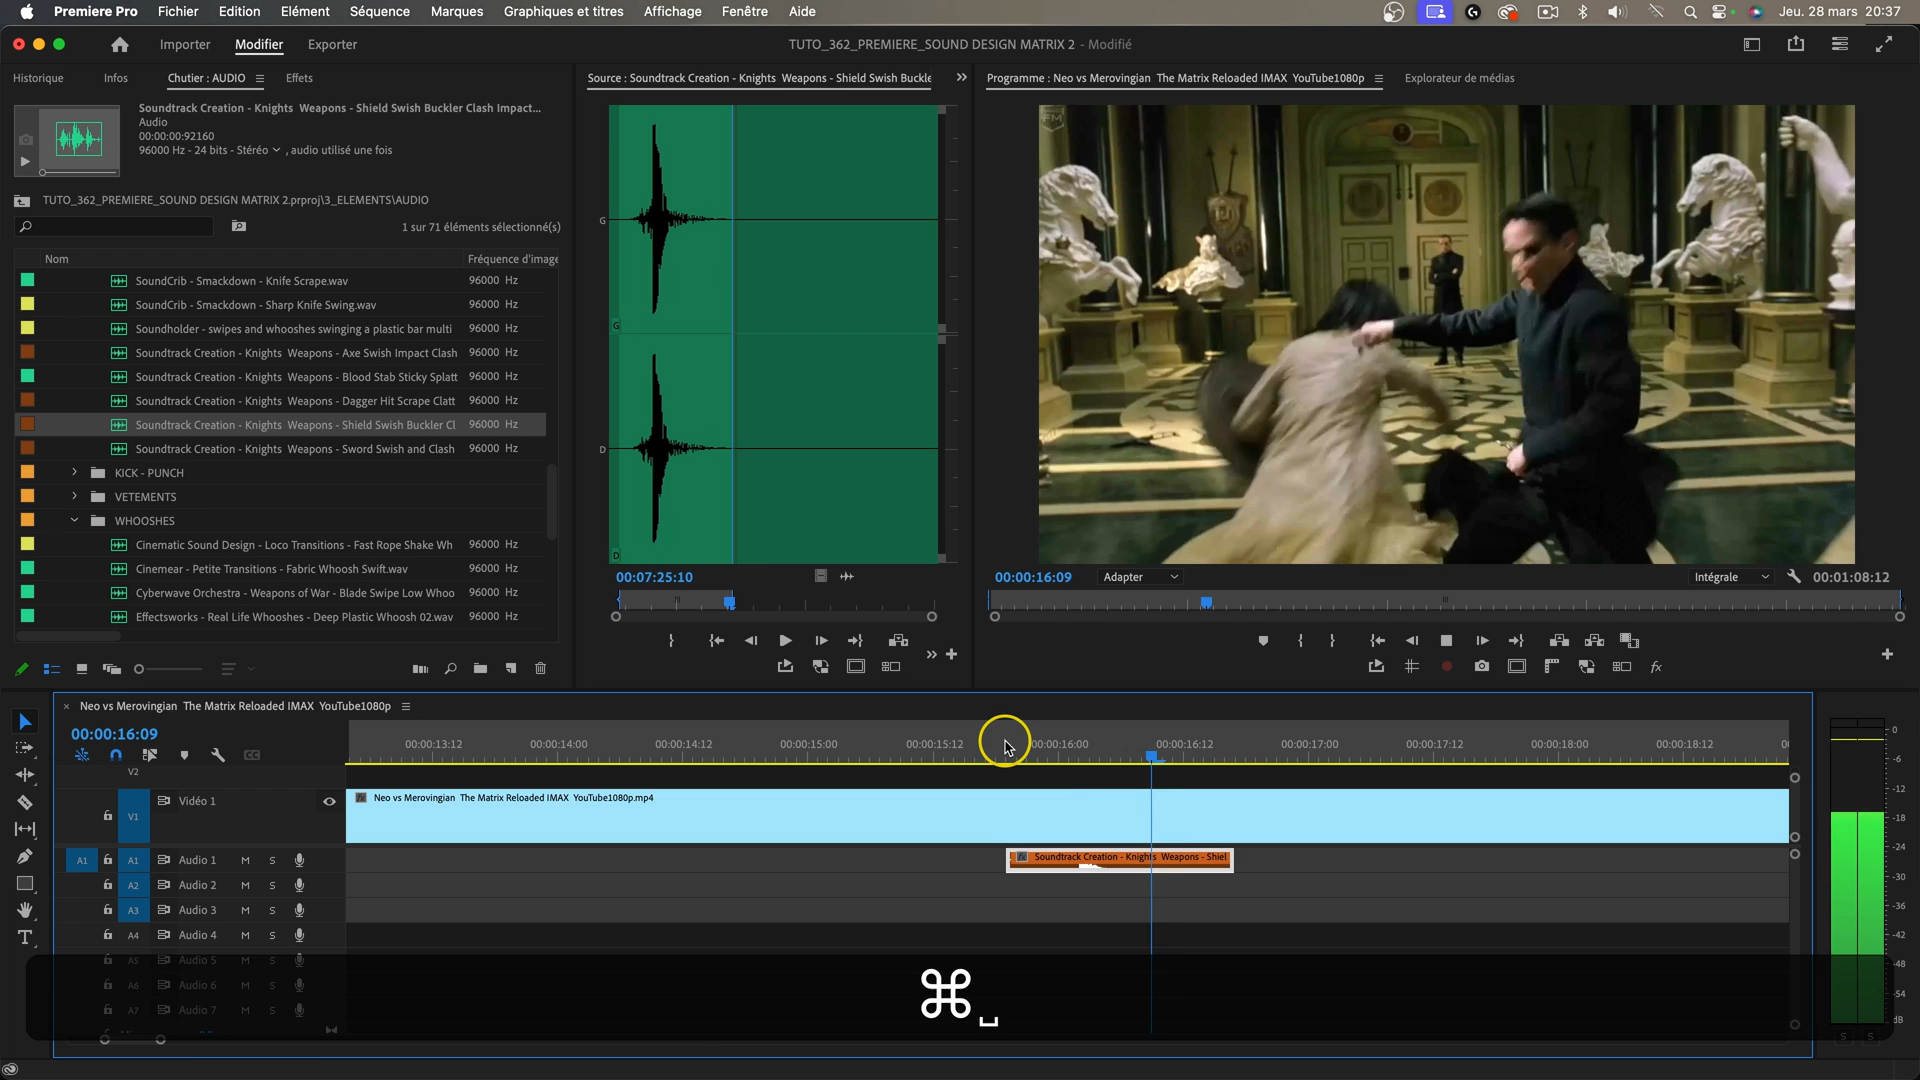 Premiere Pro Fichier Edition Elément Séquence Marques Graphiques et titres Affichage Fenêtre Aide Jeu. 28 mars 20:37
Importer Modifier Exporter TUTO_362_PREMIERE_SOUND DESIGN MATRIX 2 - Modifié
Historique Infos Chutier : AUDIO Effets
Soundtrack Creation - Knights Weapons - Shield Swish Buckler Clash Impact...
Audio
00:00:00:92160
96000 Hz - 24 bits - Stéréo , audio utilisé une fois
TUTO_362_PREMIERE_SOUND DESIGN MATRIX 2.prproj\3_ELEMENTS\AUDIO
1 sur 71 éléments sélectionné(s)
Nom Fréquence d'image
SoundCrib - Smackdown - Knife Scrape.wav 96000 Hz
SoundCrib - Smackdown - Sharp Knife Swing.wav 96000 Hz
Soundholder - swipes and whooshes swinging a plastic bar multi 96000 Hz
Soundtrack Creation - Knights Weapons - Axe Swish Impact Clash 96000 Hz
Soundtrack Creation - Knights Weapons - Blood Stab Sticky Splatt 96000 Hz
Soundtrack Creation - Knights Weapons - Dagger Hit Scrape Clatt 96000 Hz
Soundtrack Creation - Knights Weapons - Shield Swish Buckler Cl 96000 Hz
Soundtrack Creation - Knights Weapons - Sword Swish and Clash 96000 Hz
KICK - PUNCH
VETEMENTS
WHOOSHES
Cinematic Sound Design - Loco Transitions - Fast Rope Shake Wh 96000 Hz
Cinemear - Petite Transitions - Fabric Whoosh Swift.wav 96000 Hz
Cyberwave Orchestra - Weapons of War - Blade Swipe Low Whoo 96000 Hz
Effectsworks - Real Life Whooshes - Deep Plastic Whoosh 02.wav 96000 Hz
Source : Soundtrack Creation - Knights Weapons - Shield Swish Buckle
G
G
D
D
00:07:25:10
Programme : Neo vs Merovingian The Matrix Reloaded IMAX YouTube1080p Explorateur de médias
FM
00:00:16:09 Adapter Intégrale 00:01:08:12
fx
Neo vs Merovingian The Matrix Reloaded IMAX YouTube1080p
00:00:16:09
CC
00:00:13:12 00:00:14:00 00:00:14:12 00:00:15:00 00:00:15:12 00:00:16:00 00:00:16:12 00:00:17:00 00:00:17:12 00:00:18:00 00:00:18:12
V2
V1 Vidéo 1 fx Neo vs Merovingian The Matrix Reloaded IMAX YouTube1080p.mp4
A1 A1 Audio 1 M S fx Soundtrack Creation - Knights Weapons - Shiel
A2 Audio 2 M S
A3 Audio 3 M S
A4 Audio 4 M S
A5 Audio 5 M S
A6 Audio 6 M S
A7 Audio 7 M S
⌘ ␣
0
-6
-12
-18
-24
-30
-36
-42
-48
-54
dB
S S